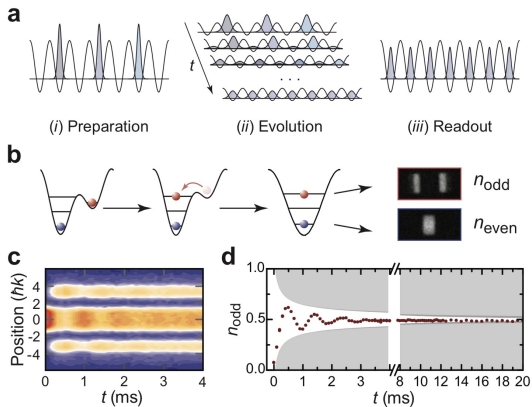 a
t
. . .
(i) Preparation
(ii) Evolution
(iii) Readout
b
n_odd
n_even
c
d
Position (ħk)
4
2
0
-2
-4
0 1 2 3 4
t (ms)
n_odd
1.0
0.5
0.0
0 1 2 3 4 8 10 12 14 16 18 20
t (ms)